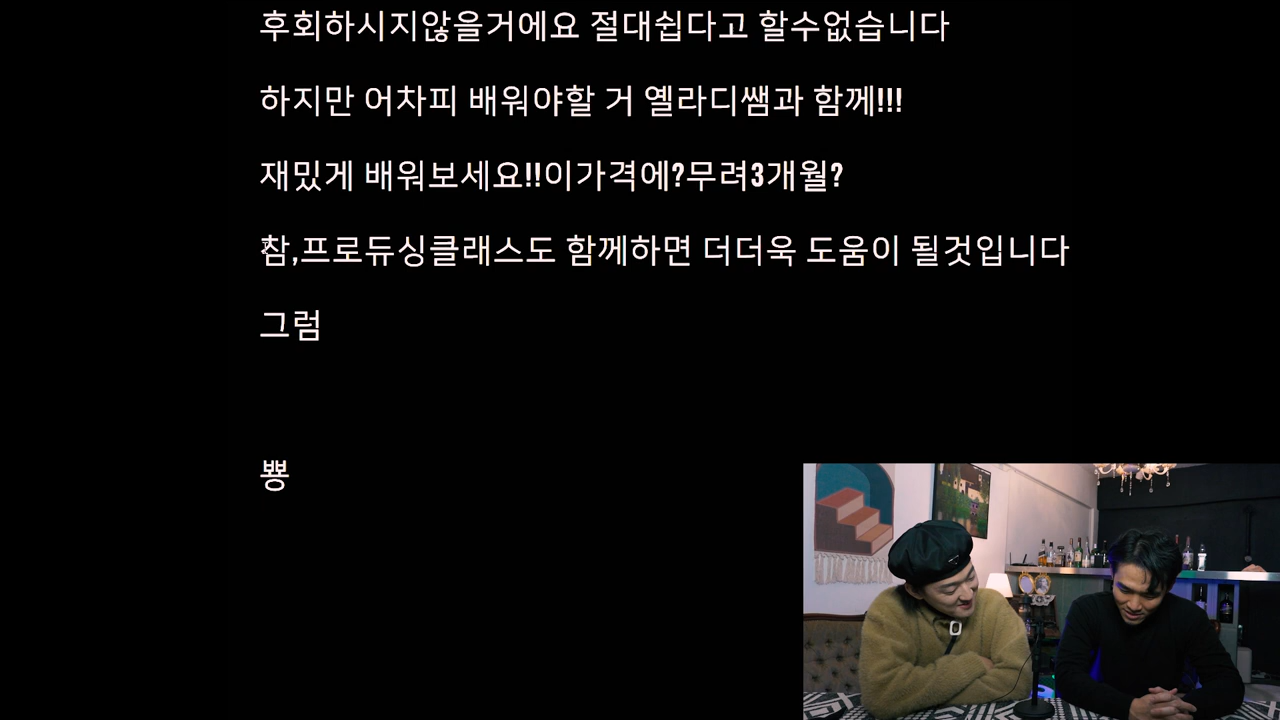 후회하시지않을거에요 절대쉽다고 할수없습니다
하지만 어차피 배워야할 거 옐라디쌤과 함께!!!
재밌게 배워보세요!!이가격에?무려3개월?
참,프로듀싱클래스도 함께하면 더더욱 도움이 될것입니다
그럼
뿅